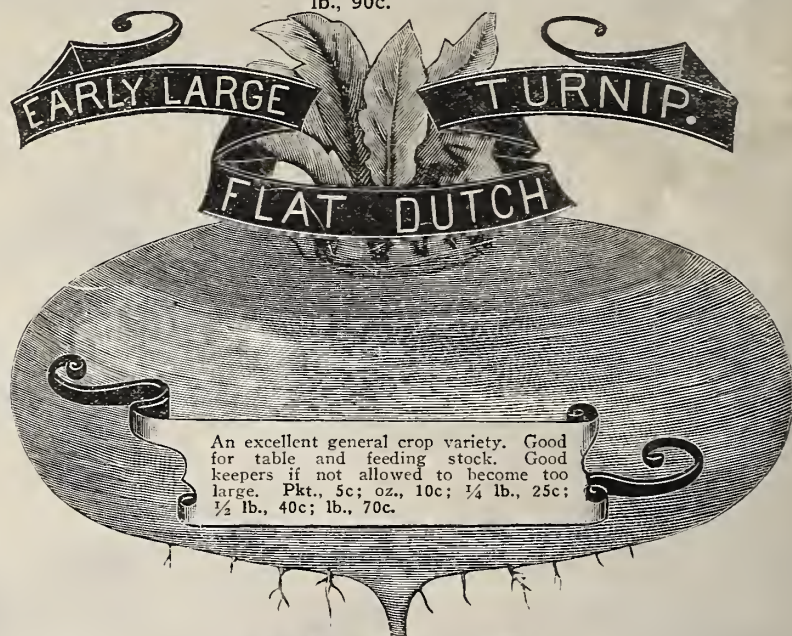 lb., 90c.
EARLY LARGE
TURNIP.
FLAT DUTCH
An excellent general crop variety. Good
for table and feeding stock. Good
keepers if not allowed to become too
large. Pkt., 5c; oz., 10c; ¼ lb., 25c:
½ lb., 40c; lb., 70c.